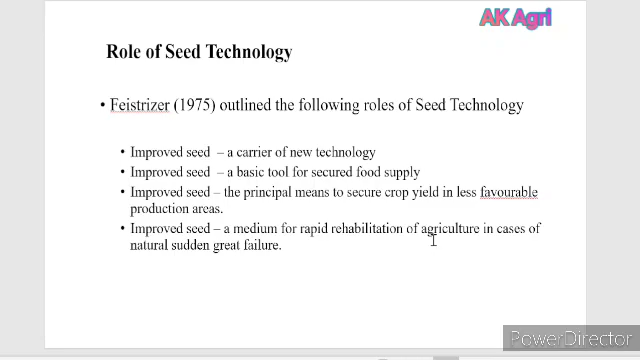 AK Agri
Role of Seed Technology
• Feistrizer (1975) outlined the following roles of Seed Technology
• Improved seed – a carrier of new technology
• Improved seed – a basic tool for secured food supply
• Improved seed – the principal means to secure crop yield in less favourable
production areas.
• Improved seed – a medium for rapid rehabilitation of agriculture in cases of
natural sudden great failure.
PowerDirector